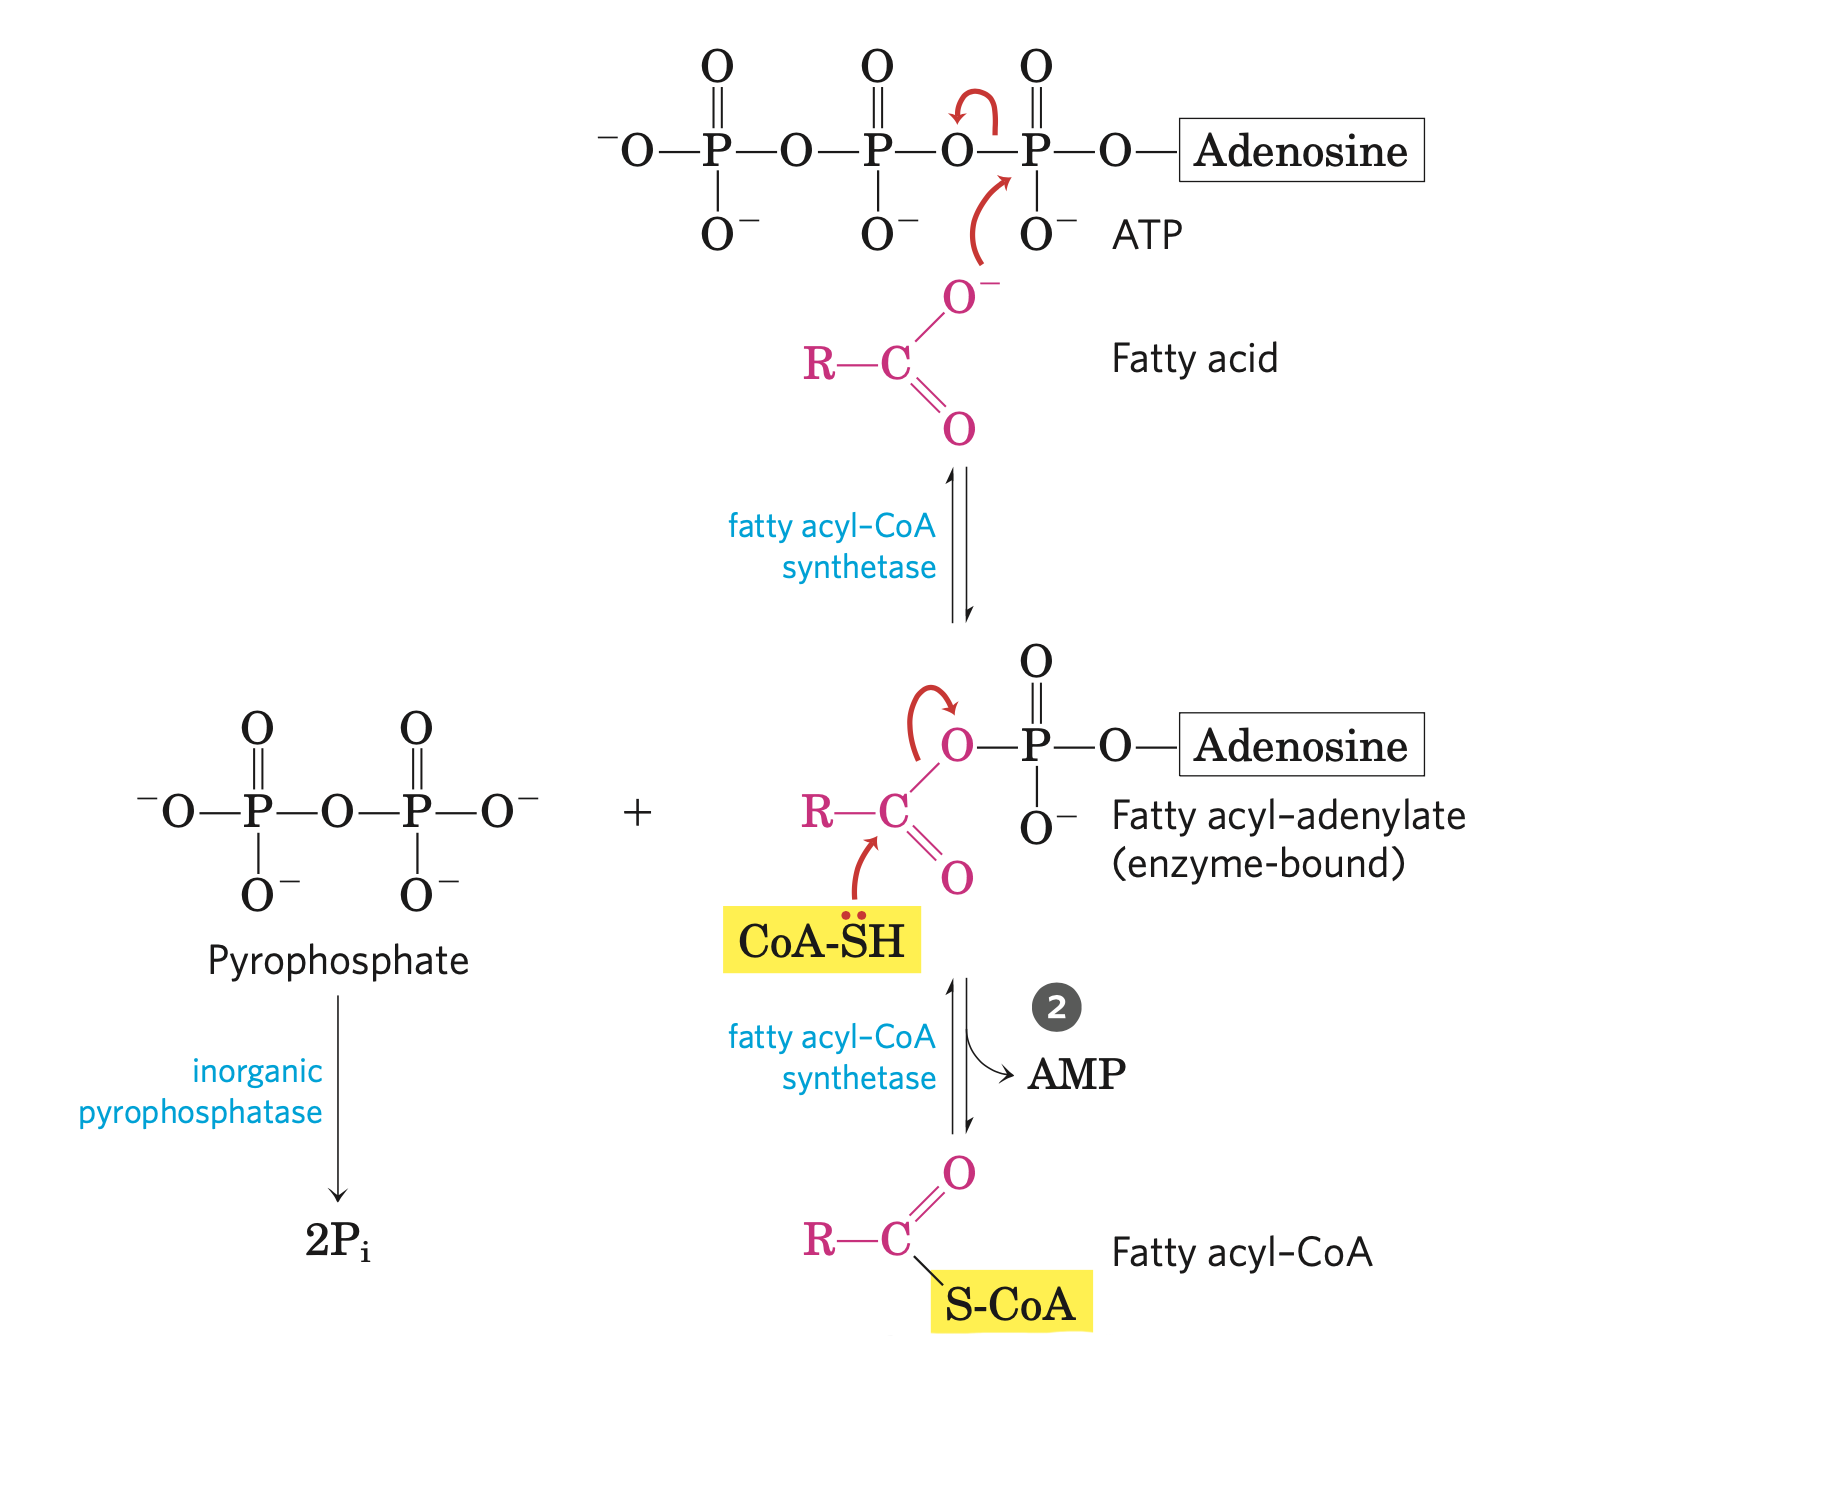 O O O
⁻O—P—O—P—O—P—O—Adenosine
O⁻ O⁻ O⁻ ATP
O⁻
R—C Fatty acid
O
fatty acyl–CoA
synthetase
O
O—P—O—Adenosine
O O
⁻O—P—O—P—O⁻ + R—C Fatty acyl–adenylate
O⁻ (enzyme-bound)
O⁻ O⁻ O
CoA-S̈H
Pyrophosphate
2
fatty acyl–CoA
synthetase
AMP
inorganic
pyrophosphatase
O
2Pᵢ
R—C Fatty acyl–CoA
S-CoA